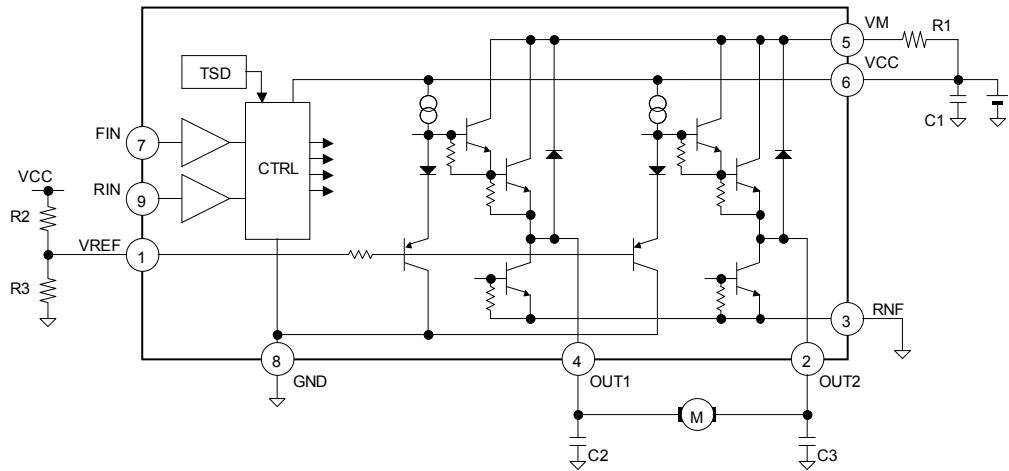 VM
R1
5
VCC
TSD
6
FIN
C1
7
CTRL
VCC
RIN
9
R2
VREF
1
R3
RNF
3
8
4
2
GND
OUT1
OUT2
M
C2
C3